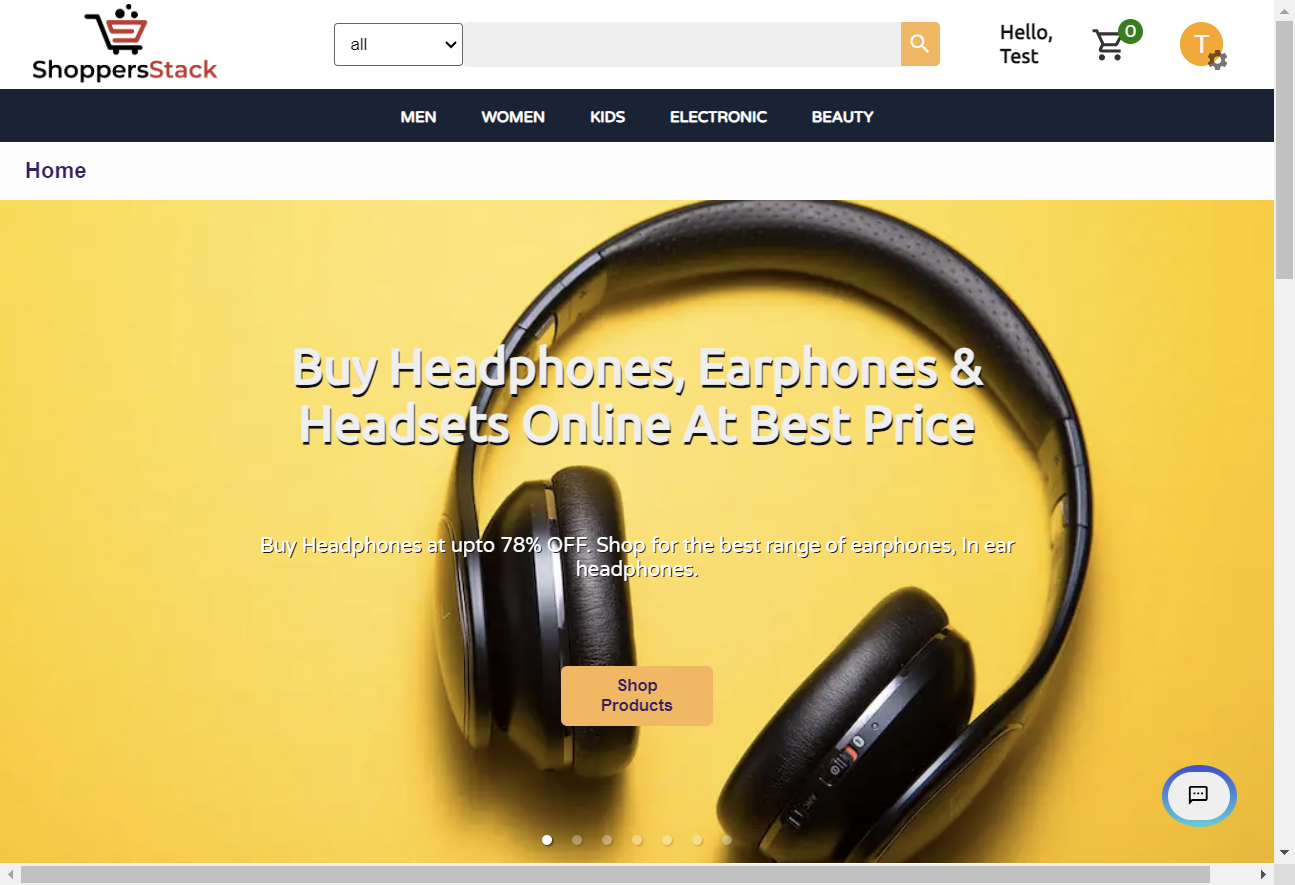 ShoppersStack
all
Hello,
Test
0
T
MEN WOMEN KIDS ELECTRONIC BEAUTY
Home
Buy Headphones, Earphones &
Headsets Online At Best Price
Buy Headphones at upto 78% OFF. Shop for the best range of earphones, In ear
headphones.
Shop
Products